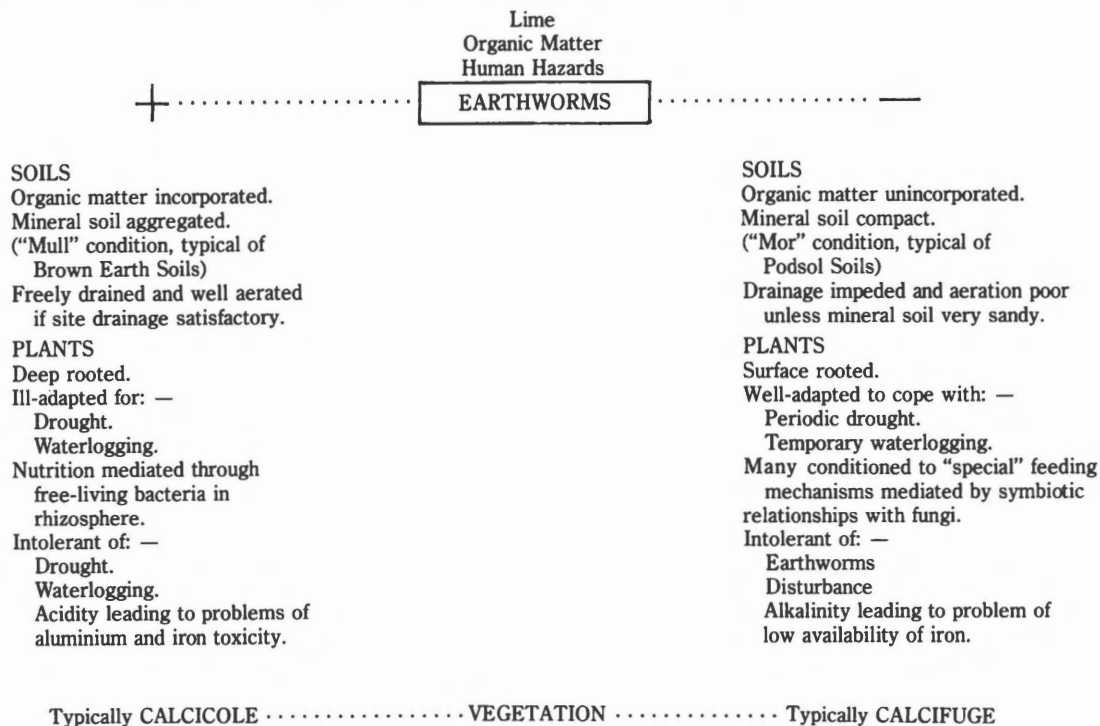 Lime
Organic Matter
Human Hazards
+ .................... EARTHWORMS .................... —
SOILS
Organic matter incorporated.
Mineral soil aggregated.
("Mull" condition, typical of
Brown Earth Soils)
Freely drained and well aerated
if site drainage satisfactory.
PLANTS
Deep rooted.
Ill-adapted for: —
Drought.
Waterlogging.
Nutrition mediated through
free-living bacteria in
rhizosphere.
Intolerant of: —
Drought.
Waterlogging.
Acidity leading to problems of
aluminium and iron toxicity.
SOILS
Organic matter unincorporated.
Mineral soil compact.
("Mor" condition, typical of
Podsol Soils)
Drainage impeded and aeration poor
unless mineral soil very sandy.
PLANTS
Surface rooted.
Well-adapted to cope with: —
Periodic drought.
Temporary waterlogging.
Many conditioned to "special" feeding
mechanisms mediated by symbiotic
relationships with fungi.
Intolerant of: —
Earthworms
Disturbance
Alkalinity leading to problem of
low availability of iron.
Typically CALCICOLE .................. VEGETATION .............. Typically CALCIFUGE